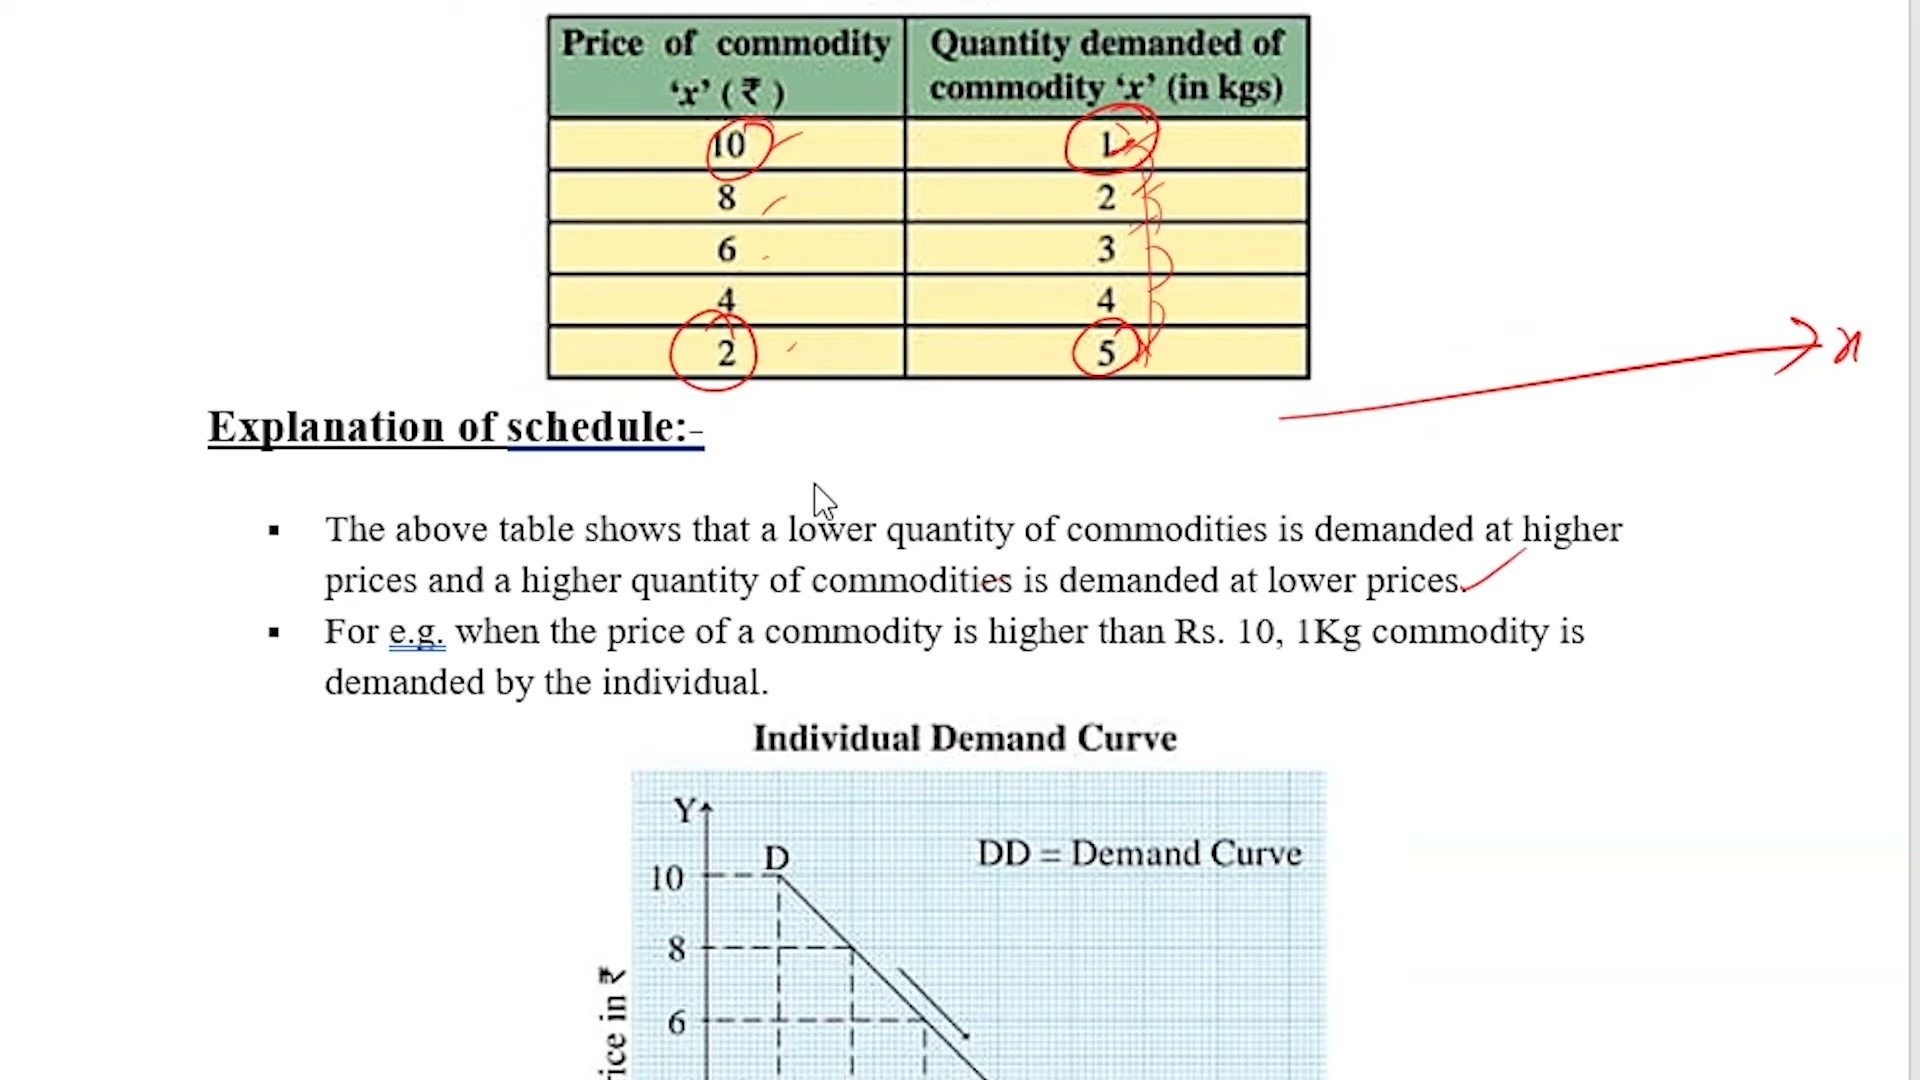 Price of commodity Quantity demanded of
‘x’ (₹) commodity ‘x’ (in kgs)
10 1
8 2
6 3
4 4
2 5
x
Explanation of schedule:-
▪ The above table shows that a lower quantity of commodities is demanded at higher
prices and a higher quantity of commodities is demanded at lower prices.
▪ For e.g. when the price of a commodity is higher than Rs. 10, 1Kg commodity is
demanded by the individual.
Individual Demand Curve
Y
D DD = Demand Curve
10
8
6
in ₹